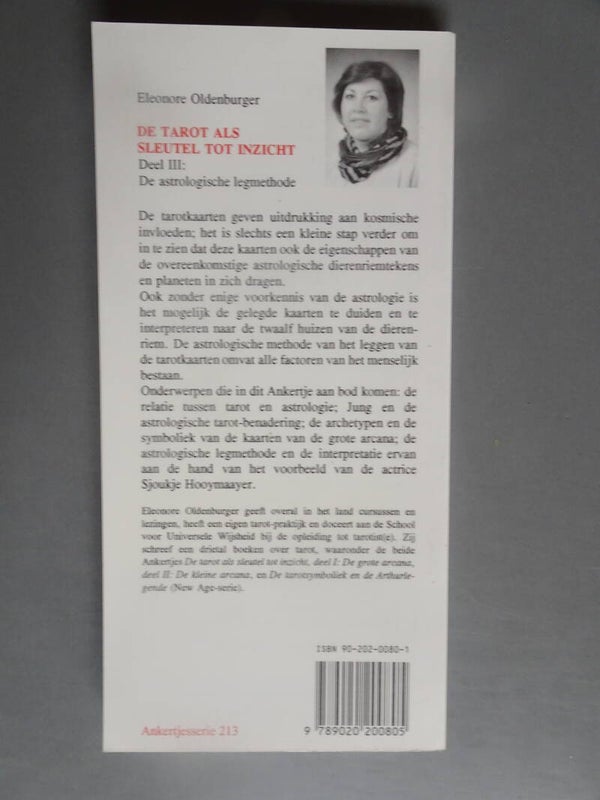 Eleonore Oldenburger
DE TAROT ALS
SLEUTEL TOT INZICHT
Deel III:
De astrologische legmethode
De tarotkaarten geven uitdrukking aan kosmische
invloeden; het is slechts een kleine stap verder om
in te zien dat deze kaarten ook de eigenschappen van
de overeenkomstige astrologische dierenriemtekens
en planeten in zich dragen.
Ook zonder enige voorkennis van de astrologie is
het mogelijk de gelegde kaarten te duiden en te
interpreteren naar de twaalf huizen van de dieren-
riem. De astrologische methode van het leggen van
de tarotkaarten omvat alle factoren van het menselijk
bestaan.
Onderwerpen die in dit Ankertje aan bod komen: de
relatie tussen tarot en astrologie; Jung en de
astrologische tarot-benadering; de archetypen en de
symboliek van de kaarten van de grote arcana; de
astrologische legmethode en de interpretatie ervan
aan de hand van het voorbeeld van de actrice
Sjoukje Hooymaayer.
Eleonore Oldenburger geeft overal in het land cursussen en
lezingen, heeft een eigen tarot-praktijk en doceert aan de School
voor Universele Wijsheid bij de opleiding tot tarotist(e). Zij
schreef een drietal boeken over tarot, waaronder de beide
Ankertjes De tarot als sleutel tot inzicht, deel I: De grote arcana,
deel II: De kleine arcana, en De tarotsymboliek en de Arthurle-
gende (New Age-serie).
ISBN 90-202-0080-1
9 789020 200805
Ankertjesserie 213